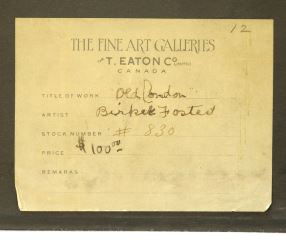 12
THE FINE ART GALLERIES
THE T. EATON CO LIMITED
CANADA
TITLE OF WORK Old London
ARTIST Birket Foster
STOCK NUMBER # 830
PRICE $100.00
REMARKS